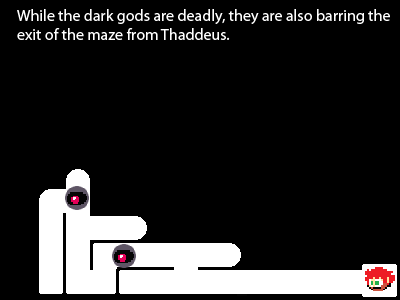 While the dark gods are deadly, they are also barring the
exit of the maze from Thaddeus.